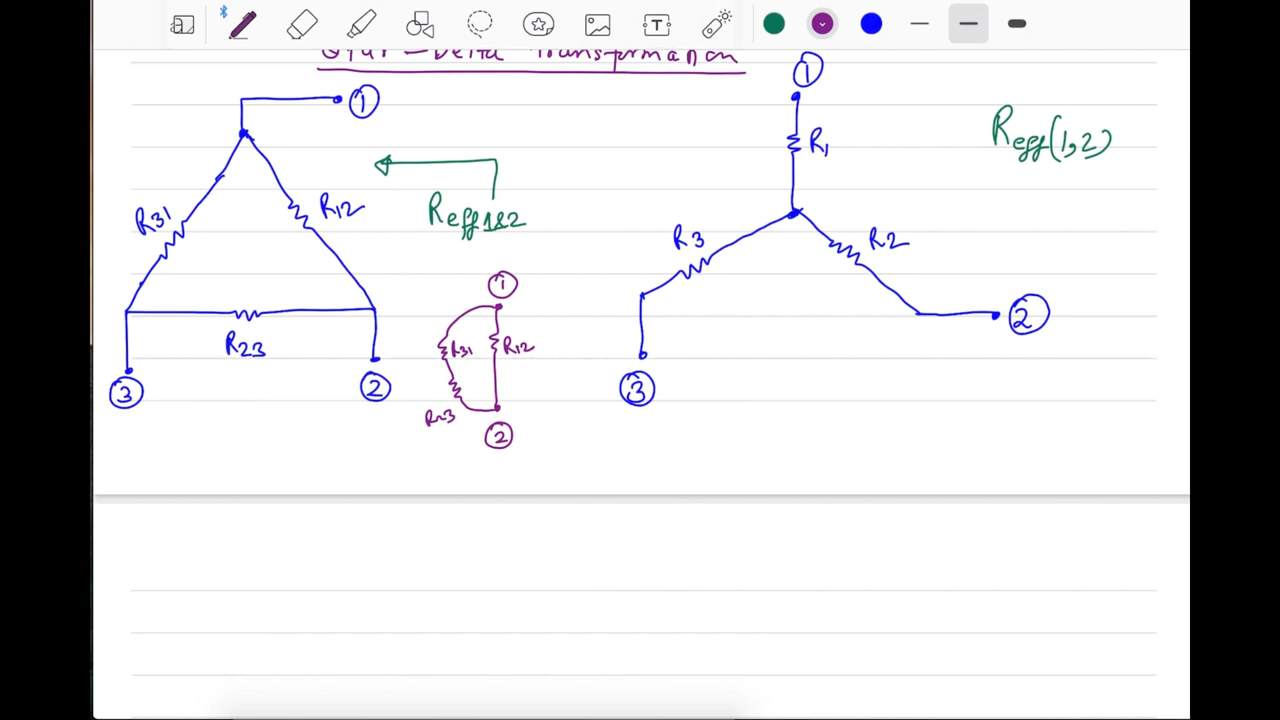 Star-Delta Transformation
①
R31
R12
R23
③
②
Reff1&2
①
R31
R12
R23
②
①
R1
R3
R2
②
③
Reff(1,2)
T